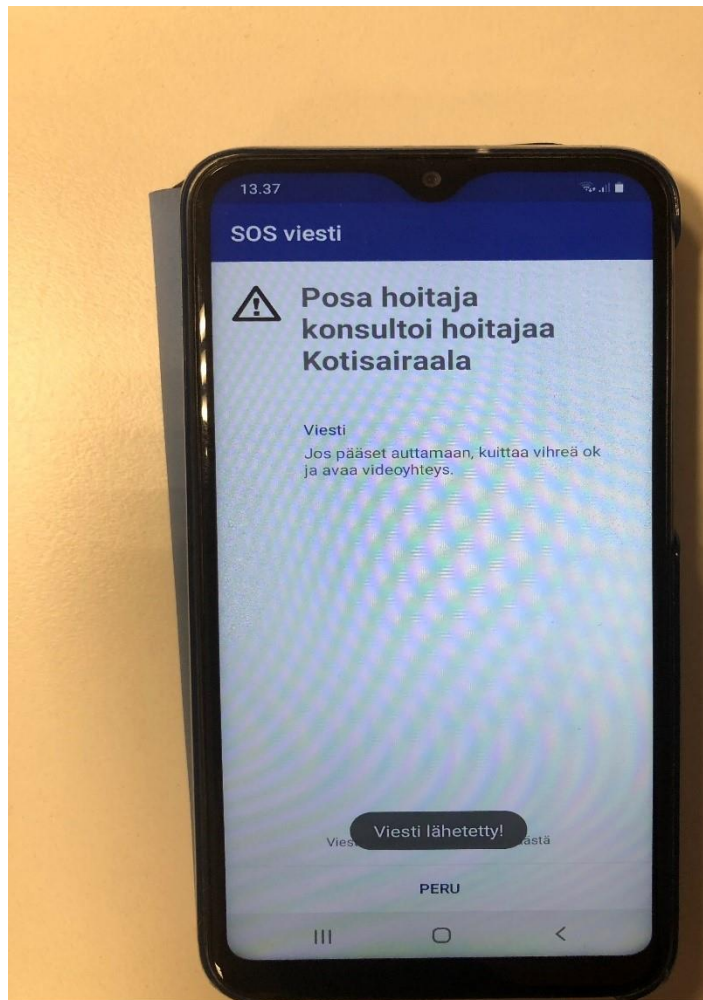 13.37
SOS viesti
Posa hoitaja
konsultoi hoitajaa
Kotisairaala
Viesti
Jos pääset auttamaan, kuittaa vihreä ok
ja avaa videoyhteys.
Viesti lähetetty!
PERU